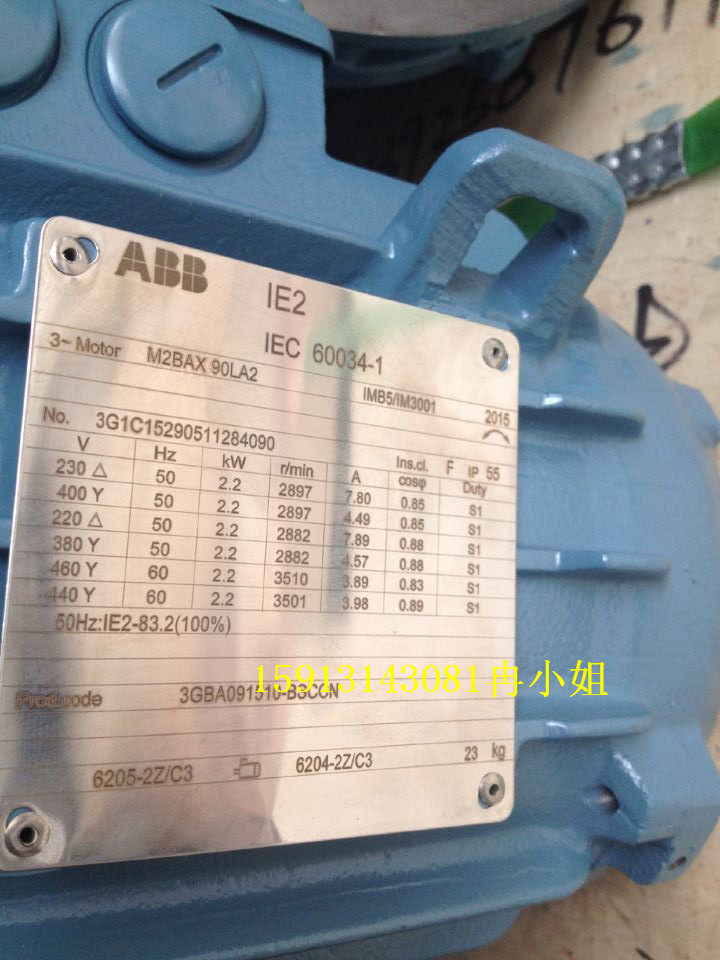 ABB IE2
IEC 60034-1
3~ Motor M2BAX 90LA2
IMB5/IM3001 2015
No. 3G1C15290511284090
Ins.cl. F IP 55
V Hz kW r/min A cosφ Duty
230 Δ 50 2.2 2897 7.80 0.85 S1
400 Y 50 2.2 2897 4.49 0.85 S1
220 Δ 50 2.2 2882 7.89 0.88 S1
380 Y 50 2.2 2882 4.57 0.88 S1
460 Y 60 2.2 3510 3.89 0.83 S1
440 Y 60 2.2 3501 3.98 0.89 S1
50Hz:IE2-83.2(100%)
15913143081冉小姐
Prod.code 3GBA091510-BSCCN
6205-2Z/C3 6204-2Z/C3 23 kg